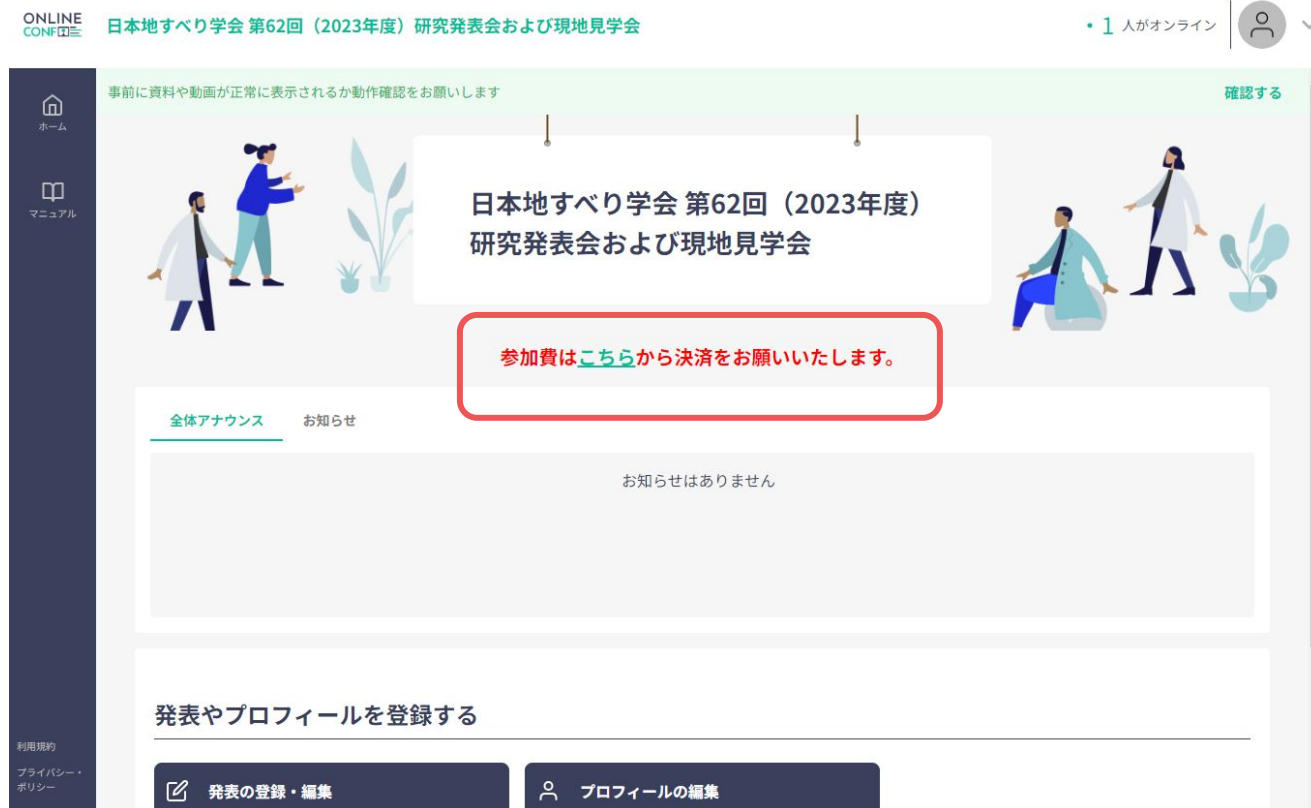 ONLINE
CONF
日本地すべり学会 第62回（2023年度）研究発表会および現地見学会
・1 人がオンライン
事前に資料や動画が正常に表示されるか動作確認をお願いします
確認する
ホーム
マニュアル
日本地すべり学会 第62回（2023年度）
研究発表会および現地見学会
参加費はこちらから決済をお願いいたします。
全体アナウンス
お知らせ
お知らせはありません
発表やプロフィールを登録する
発表の登録・編集
プロフィールの編集
利用規約
プライバシー・
ポリシー